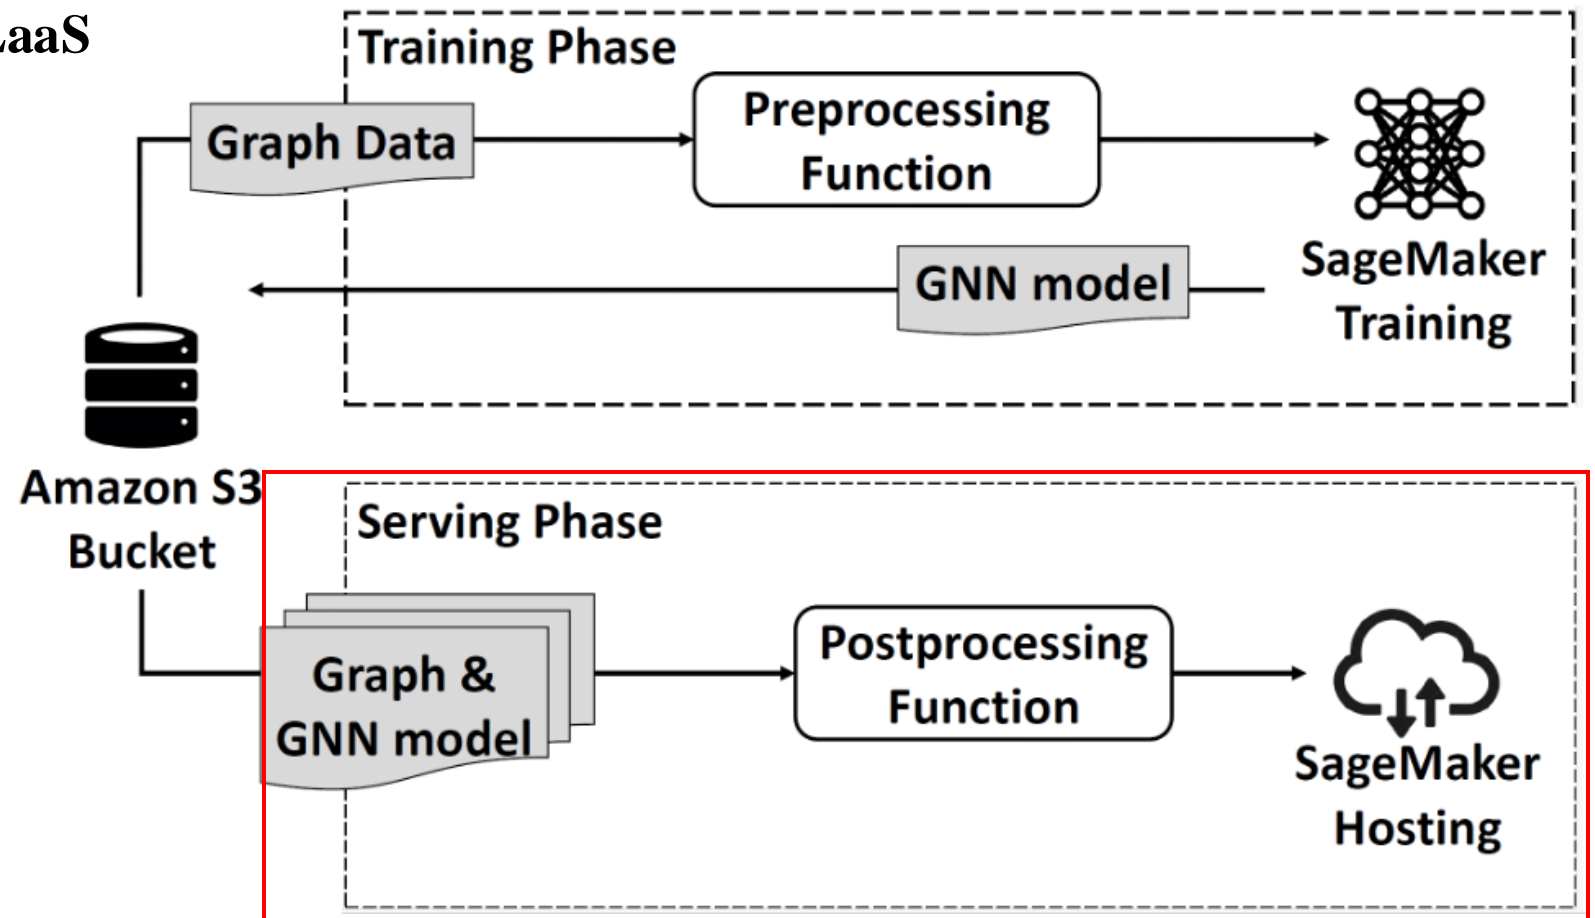 LaaS
Training Phase
Graph Data
Preprocessing
Function
GNN model
SageMaker
Training
Amazon S3
Bucket
Serving Phase
Graph &
GNN model
Postprocessing
Function
SageMaker
Hosting